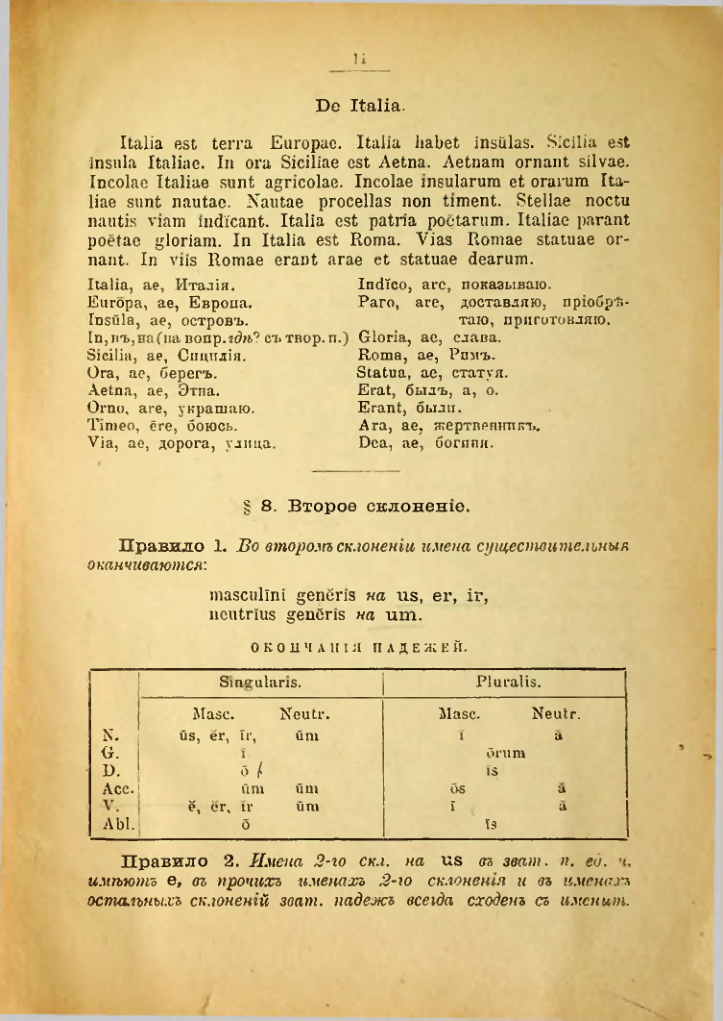 11
De Italia.
Italia est terra Europae. Italia habet insŭlas. Sicilia est
insula Italiae. In ora Siciliae est Aetna. Aetnam ornant silvae.
Incolae Italiae sunt agricolae. Incolae insularum et orarum Ita-
liae sunt nautae. Nautae procellas non timent. Stellae noctu
nautis viam indĭcant. Italia est patria poëtarum. Italiae parant
poëtae gloriam. In Italia est Roma. Vias Romae statuae or-
nant. In viis Romae erant arae et statuae dearum.
Italia, ae, Италія.
Eurōpa, ae, Европа.
Insŭla, ae, островъ.
In, въ, на (на вопр. гдѣ? съ твор. п.)
Sicilia, ae, Сицилія.
Ora, ae, берегъ.
Aetna, ae, Этна.
Orno, are, украшаю.
Timeo, ēre, боюсь.
Via, ae, дорога, улица.
Indĭco, are, показываю.
Paro, are, доставляю, пріобрѣ-
таю, приготовляю.
Gloria, ae, слава.
Roma, ae, Римъ.
Statua, ae, статуя.
Erat, былъ, а, о.
Erant, были.
Ara, ae, жертвенникъ.
Dea, ae, богиня.
§ 8. Второе склоненіе.
Правило 1. Во второмъ склоненіи имена существительныя
оканчиваются:
masculīni genĕris на us, er, ir,
neutrīus genĕris на um.
ОКОНЧАНІЯ ПАДЕЖЕЙ.
Singularis. Pluralis.
Masc. Neutr. Masc. Neutr.
N. ŭs, ĕr, ĭr, ŭm ī ă
G. ī ōrum
D. ō īs
Acc. ŭm ŭm ōs ă
V. ĕ, ĕr, ĭr ŭm ī ă
Abl. ō īs
Правило 2. Имена 2-го скл. на us въ зват. п. ед. ч.
имѣютъ e, въ прочихъ именахъ 2-го склоненія и въ именахъ
остальныхъ склоненій зват. падежъ всегда сходенъ съ именит.